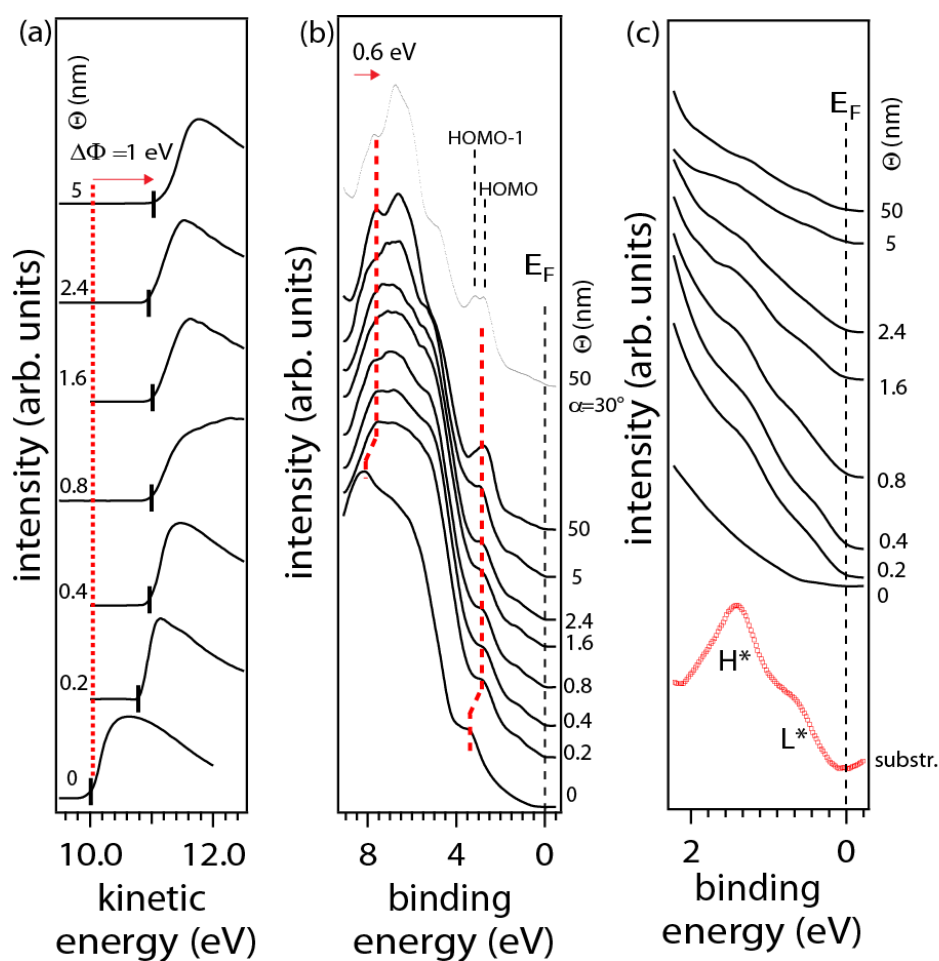 (a)
Θ (nm)
ΔΦ =1 eV
5
2.4
1.6
0.8
0.4
0.2
0
intensity (arb. units)
10.0 12.0
kinetic
energy (eV)
(b)
0.6 eV
HOMO-1
HOMO
E_F
Θ (nm)
50
α=30°
50
5
2.4
1.6
0.8
0.4
0.2
0
intensity (arb. units)
8 4 0
binding
energy (eV)
(c)
E_F
Θ (nm)
50
5
2.4
1.6
0.8
0.4
0.2
0
H*
L*
substr.
intensity (arb. units)
2 0
binding
energy (eV)